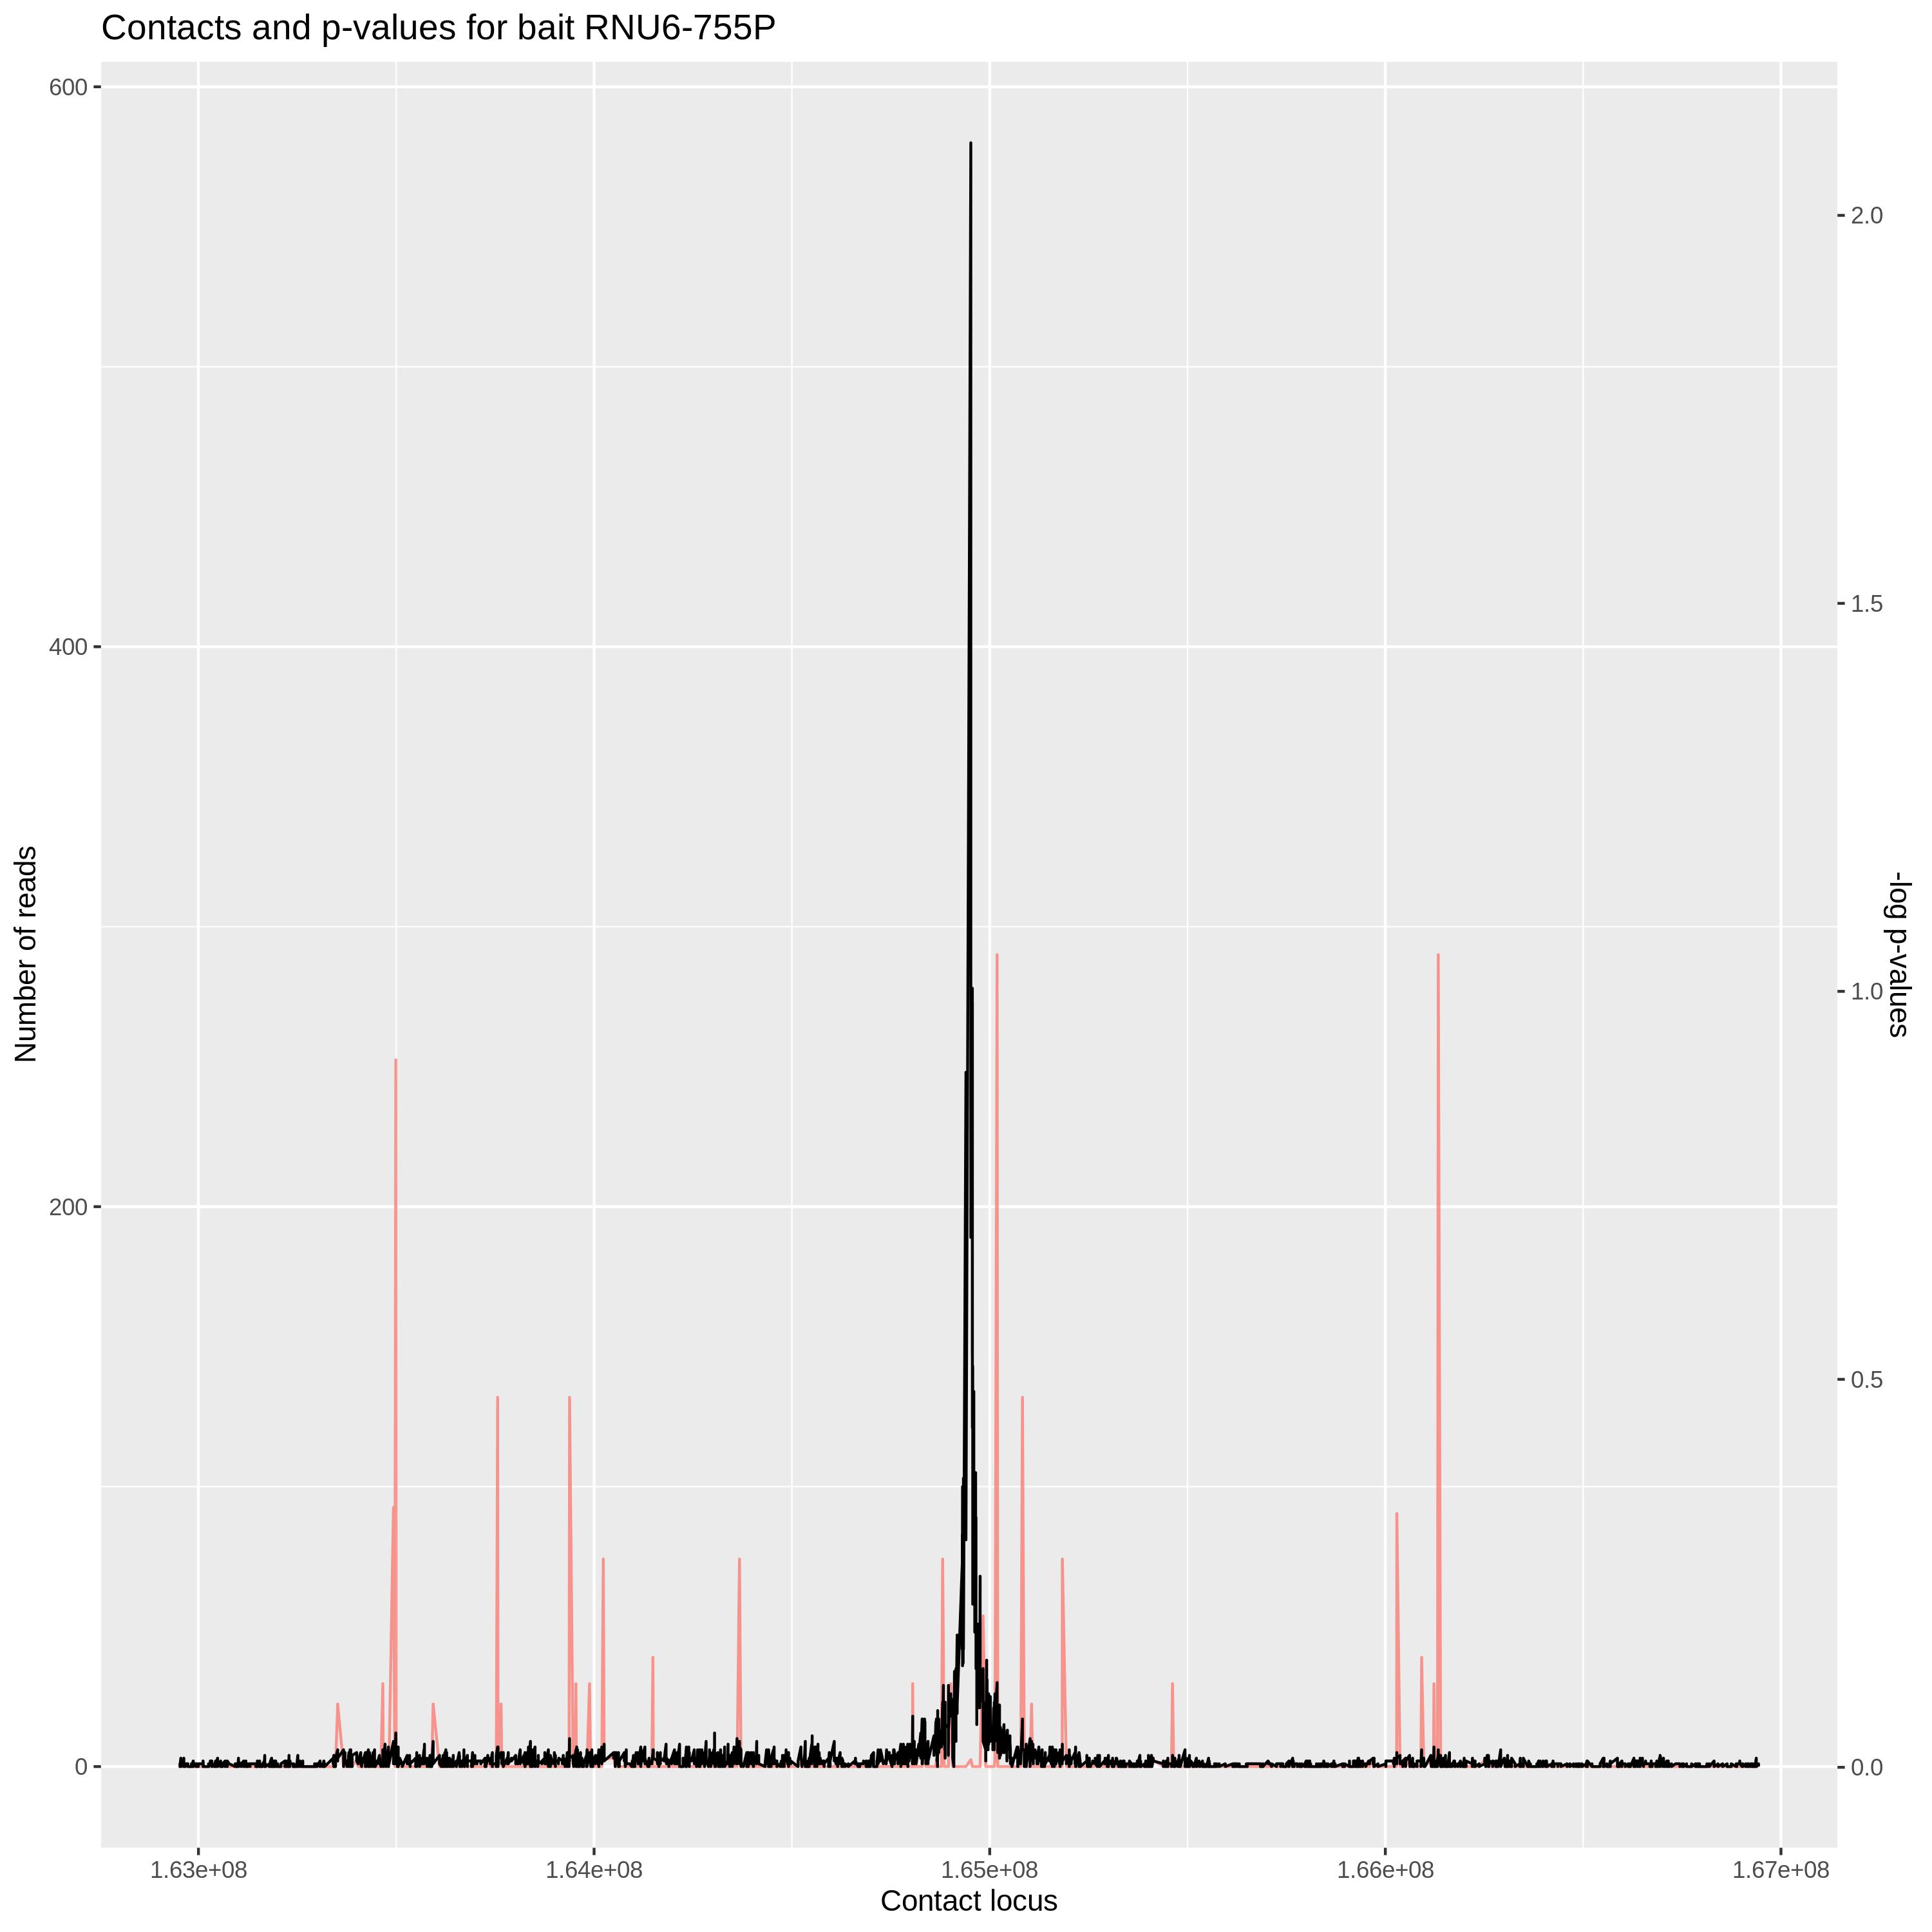 Contacts and p-values for bait RNU6-755P
600
400
200
0
Number of reads
2.0
1.5
1.0
0.5
0.0
-log p-values
1.63e+08
1.64e+08
1.65e+08
1.66e+08
1.67e+08
Contact locus